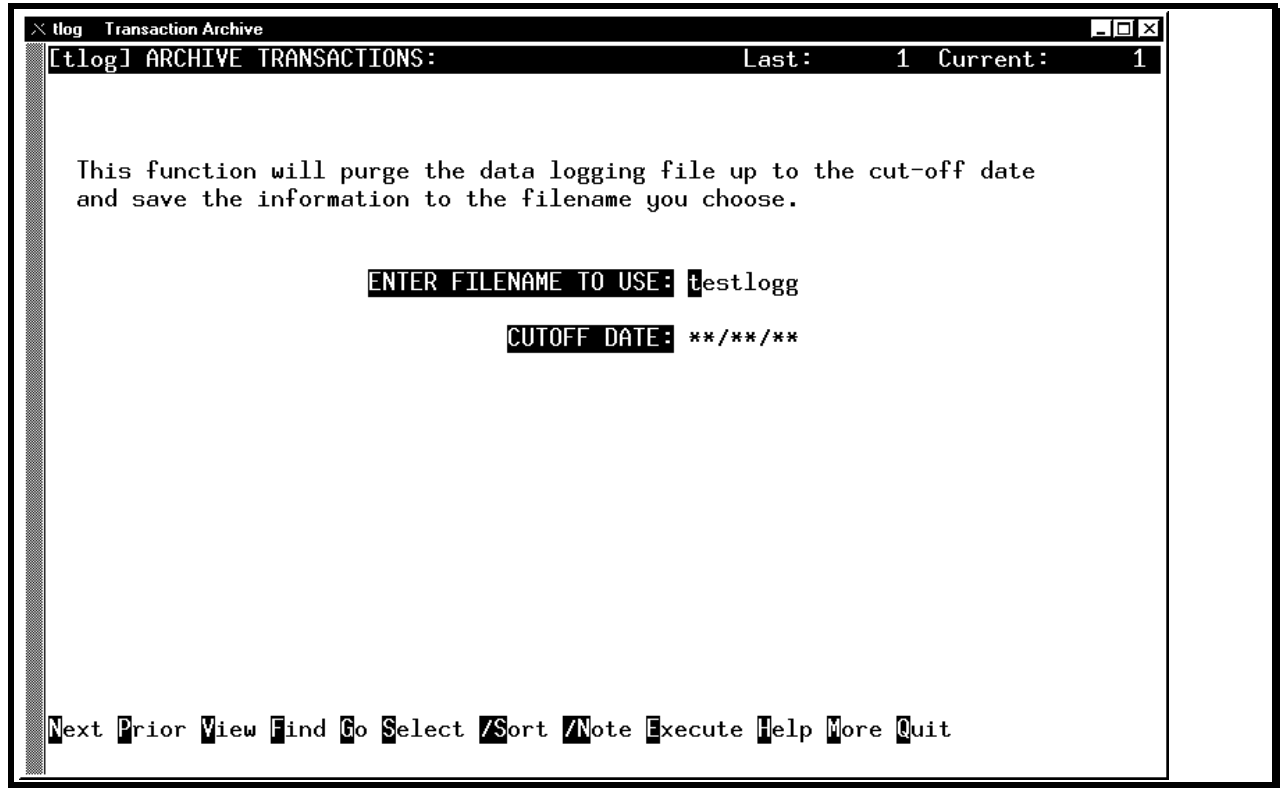 tlog Transaction Archive
[tlog] ARCHIVE TRANSACTIONS: Last: 1 Current: 1
This function will purge the data logging file up to the cut-off date
and save the information to the filename you choose.
ENTER FILENAME TO USE: testlogg
CUTOFF DATE: **/**/**
Next Prior View Find Go Select /Sort /Note Execute Help More Quit